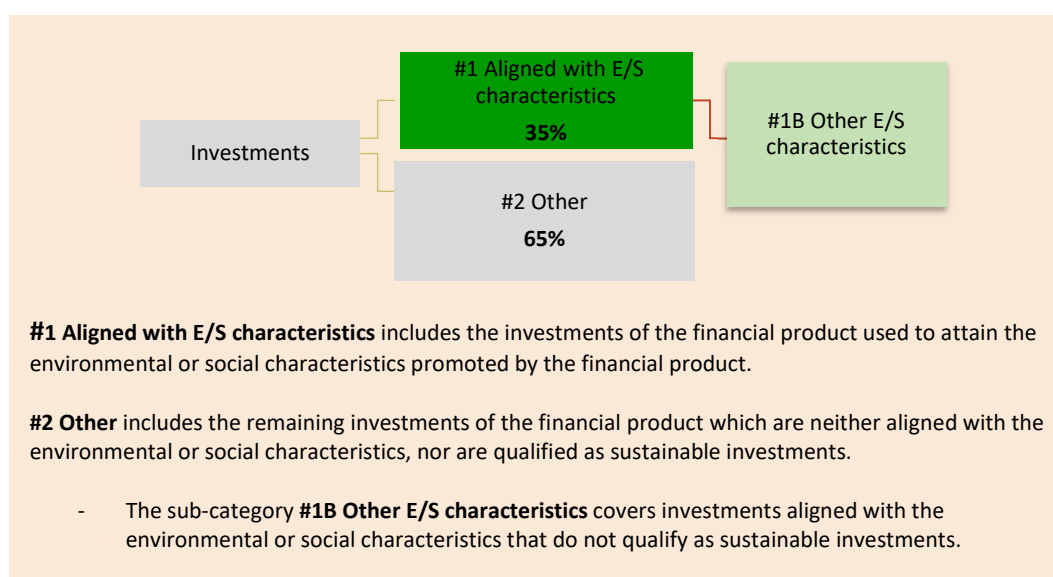 #1 Aligned with E/S
characteristics
35%
#1B Other E/S
characteristics
Investments
#2 Other
65%
#1 Aligned with E/S characteristics includes the investments of the financial product used to attain the
environmental or social characteristics promoted by the financial product.
#2 Other includes the remaining investments of the financial product which are neither aligned with the
environmental or social characteristics, nor are qualified as sustainable investments.
- The sub-category #1B Other E/S characteristics covers investments aligned with the
environmental or social characteristics that do not qualify as sustainable investments.